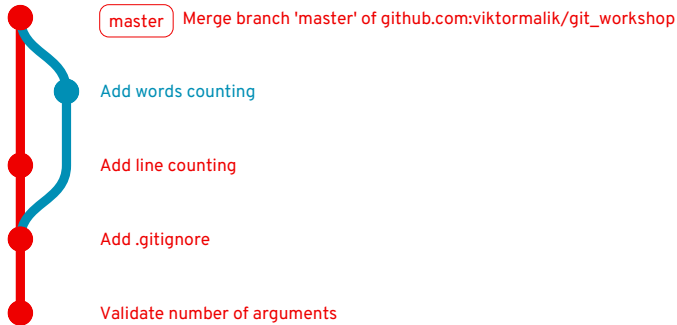 master Merge branch 'master' of github.com:viktormalik/git_workshop
Add words counting
Add line counting
Add .gitignore
Validate number of arguments